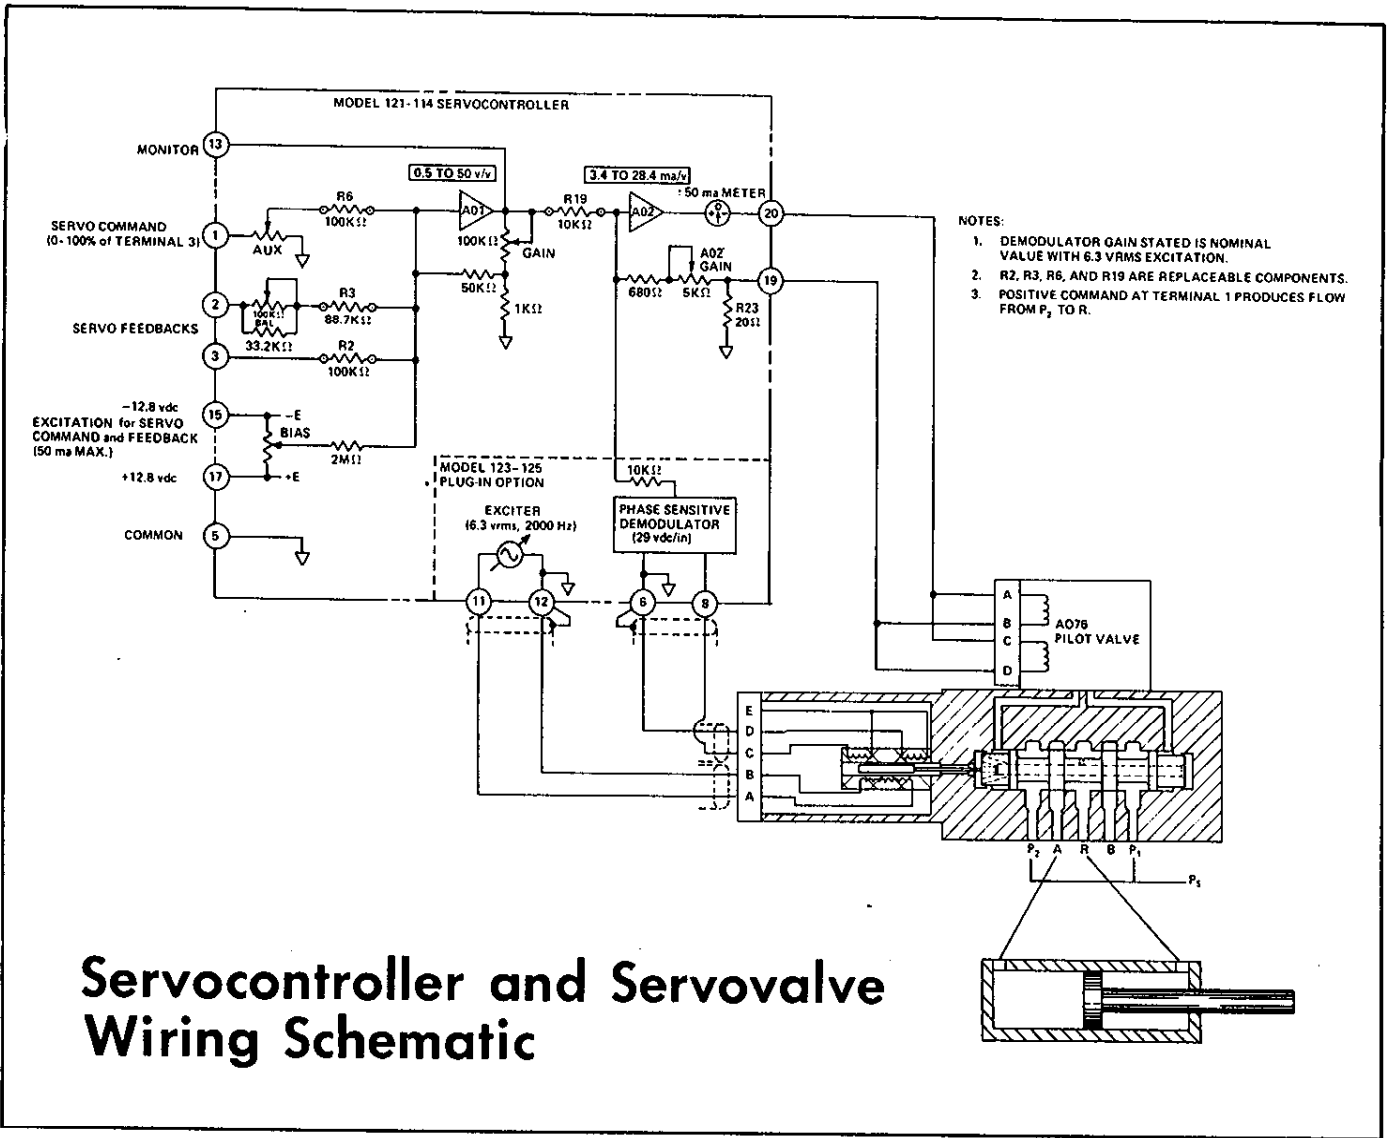 MODEL 121-114 SERVOCONTROLLER
MONITOR
13
0.5 TO 50 v/v
3.4 TO 28.4 ma/v
50 ma METER
R6
100KΩ
A01
R19
10KΩ
A02
20
SERVO COMMAND
(0-100% of TERMINAL 3)
1
AUX
100KΩ
GAIN
A02
GAIN
50KΩ
680Ω
5KΩ
19
1KΩ
R23
20Ω
2
100KΩ
BAL
R3
88.7KΩ
33.2KΩ
SERVO FEEDBACKS
3
R2
100KΩ
-12.8 vdc
15
-E
EXCITATION for SERVO
COMMAND and FEEDBACK
(50 ma MAX.)
BIAS
2MΩ
+12.8 vdc
17
+E
COMMON
5
MODEL 123-125
PLUG-IN OPTION
10KΩ
EXCITER
(6.3 vrms, 2000 Hz)
PHASE SENSITIVE
DEMODULATOR
(29 vdc/in)
11
12
6
8
NOTES:
1. DEMODULATOR GAIN STATED IS NOMINAL
VALUE WITH 6.3 VRMS EXCITATION.
2. R2, R3, R6, AND R19 ARE REPLACEABLE COMPONENTS.
3. POSITIVE COMMAND AT TERMINAL 1 PRODUCES FLOW
FROM P2 TO R.
A
B
C
D
AO76
PILOT VALVE
E
D
C
B
A
P2 A R B P1
Ps
Servocontroller and Servovalve
Wiring Schematic